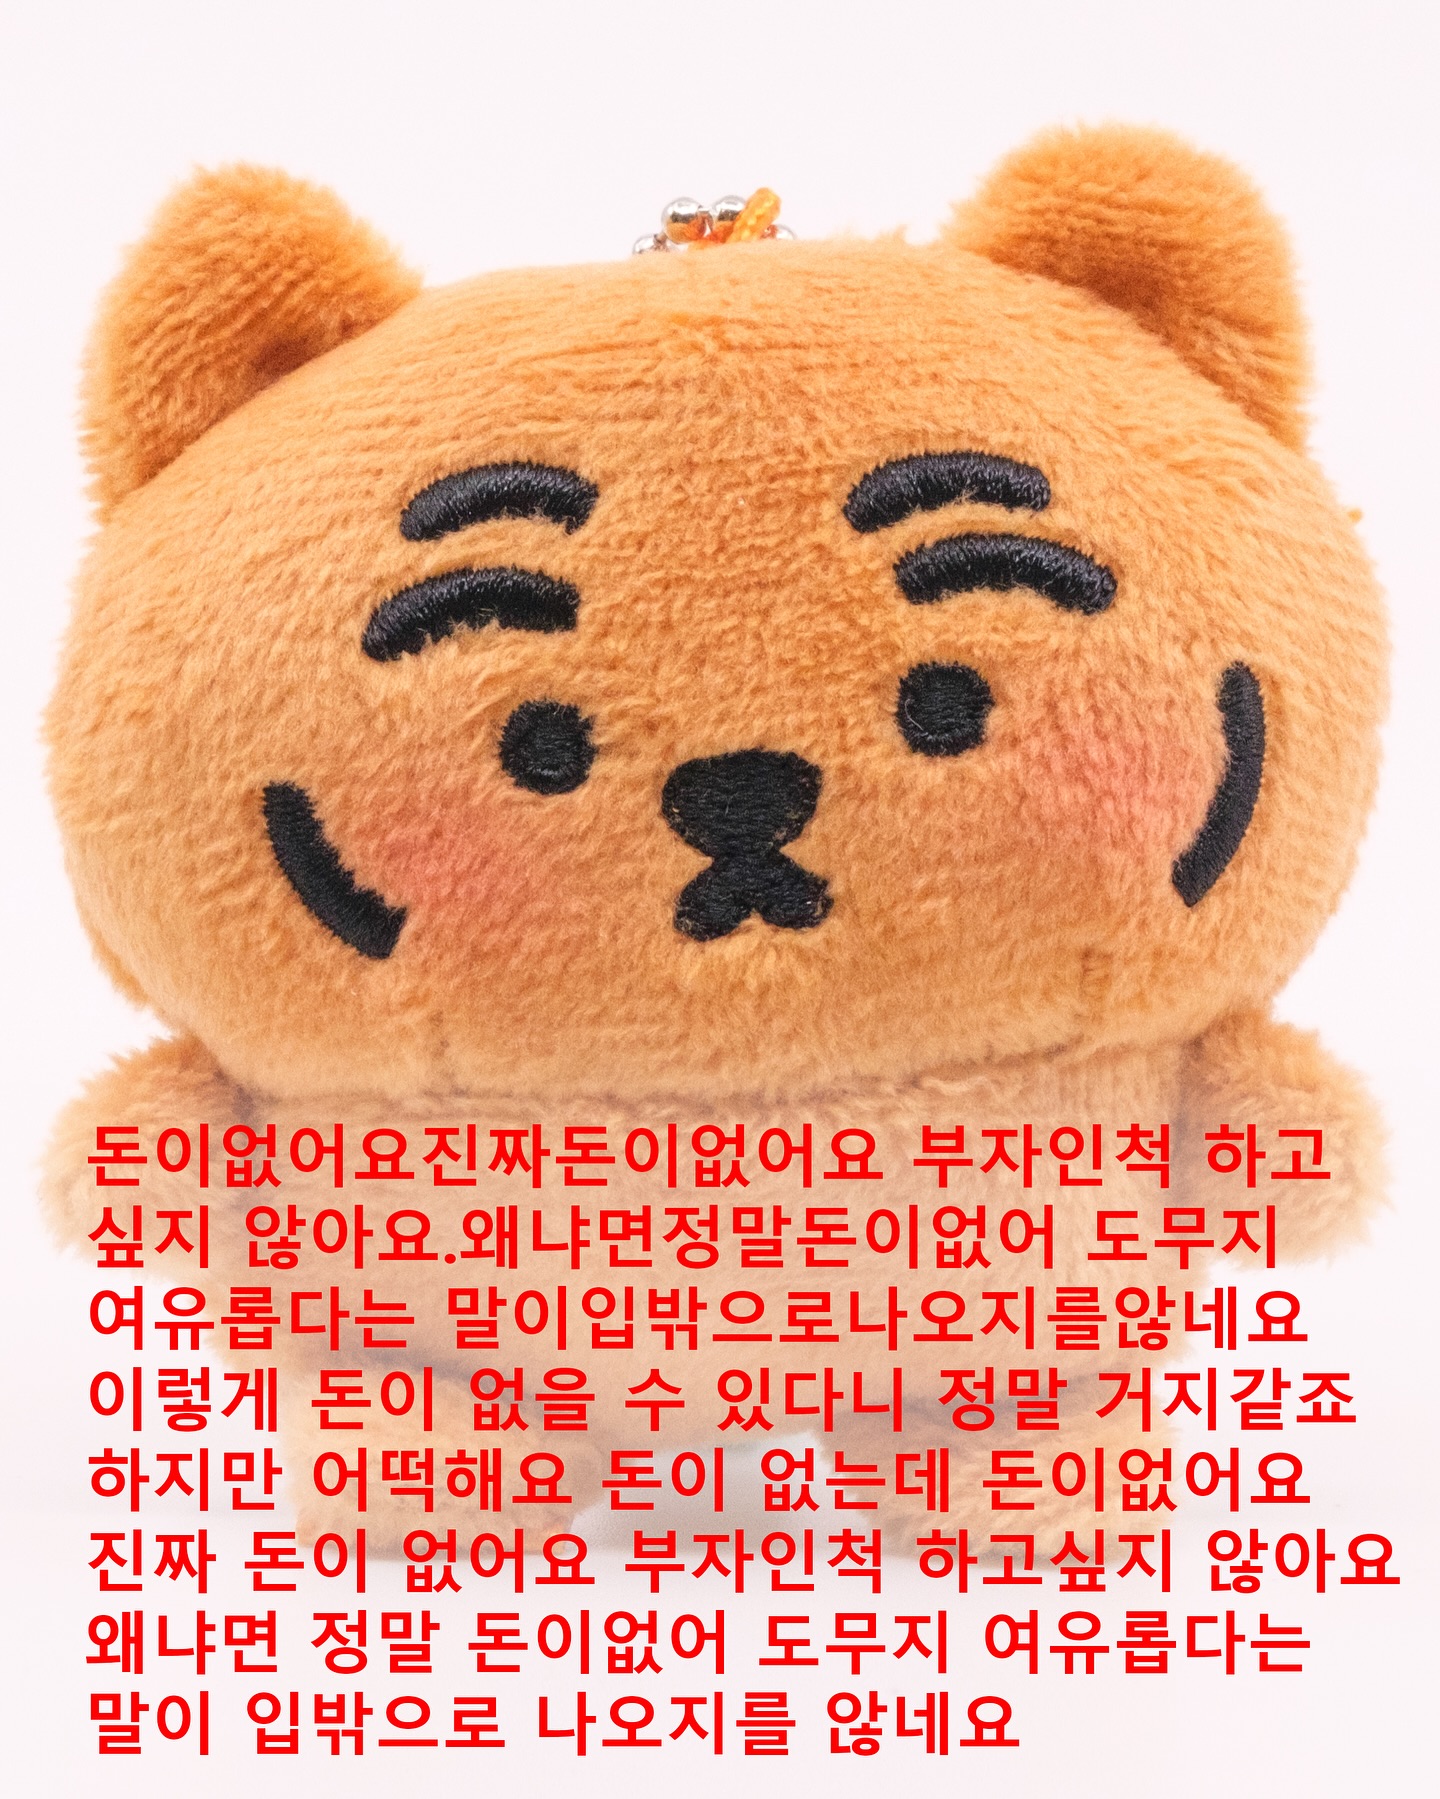 돈이없어요진짜돈이없어요 부자인척 하고
싶지 않아요.왜냐면정말돈이없어 도무지
여유롭다는 말이입밖으로나오지를않네요
이렇게 돈이 없을 수 있다니 정말 거지같죠
하지만 어떡해요 돈이 없는데 돈이없어요
진짜 돈이 없어요 부자인척 하고싶지 않아요
왜냐면 정말 돈이없어 도무지 여유롭다는
말이 입밖으로 나오지를 않네요